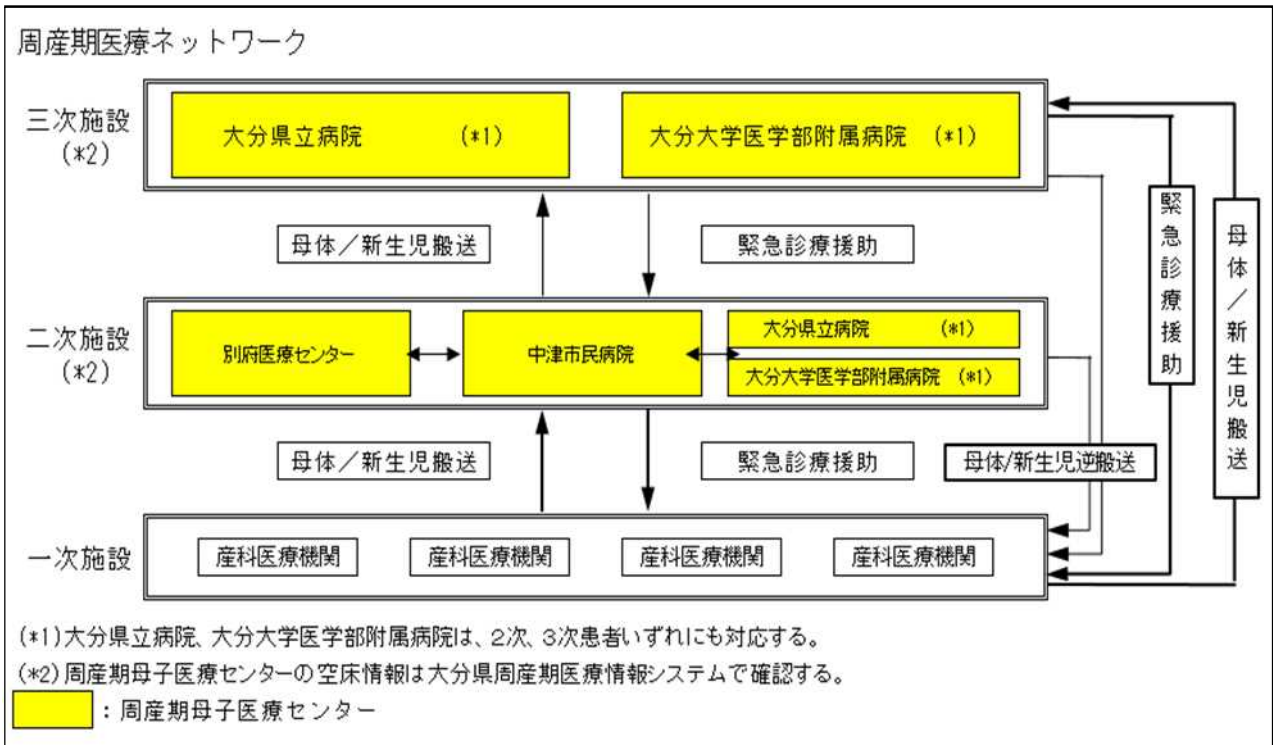 周産期医療ネットワーク
三次施設
(*2)
大分県立病院 (*1)
大分大学医学部附属病院 (*1)
母体/新生児搬送
緊急診療援助
二次施設
(*2)
別府医療センター
中津市民病院
大分県立病院 (*1)
大分大学医学部附属病院 (*1)
母体/新生児搬送
緊急診療援助
母体/新生児逆搬送
緊急診療援助
母体/新生児搬送
一次施設
産科医療機関
産科医療機関
産科医療機関
産科医療機関
(*1)大分県立病院、大分大学医学部附属病院は、2次、3次患者いずれにも対応する。
(*2)周産期母子医療センターの空床情報は大分県周産期医療情報システムで確認する。
:周産期母子医療センター